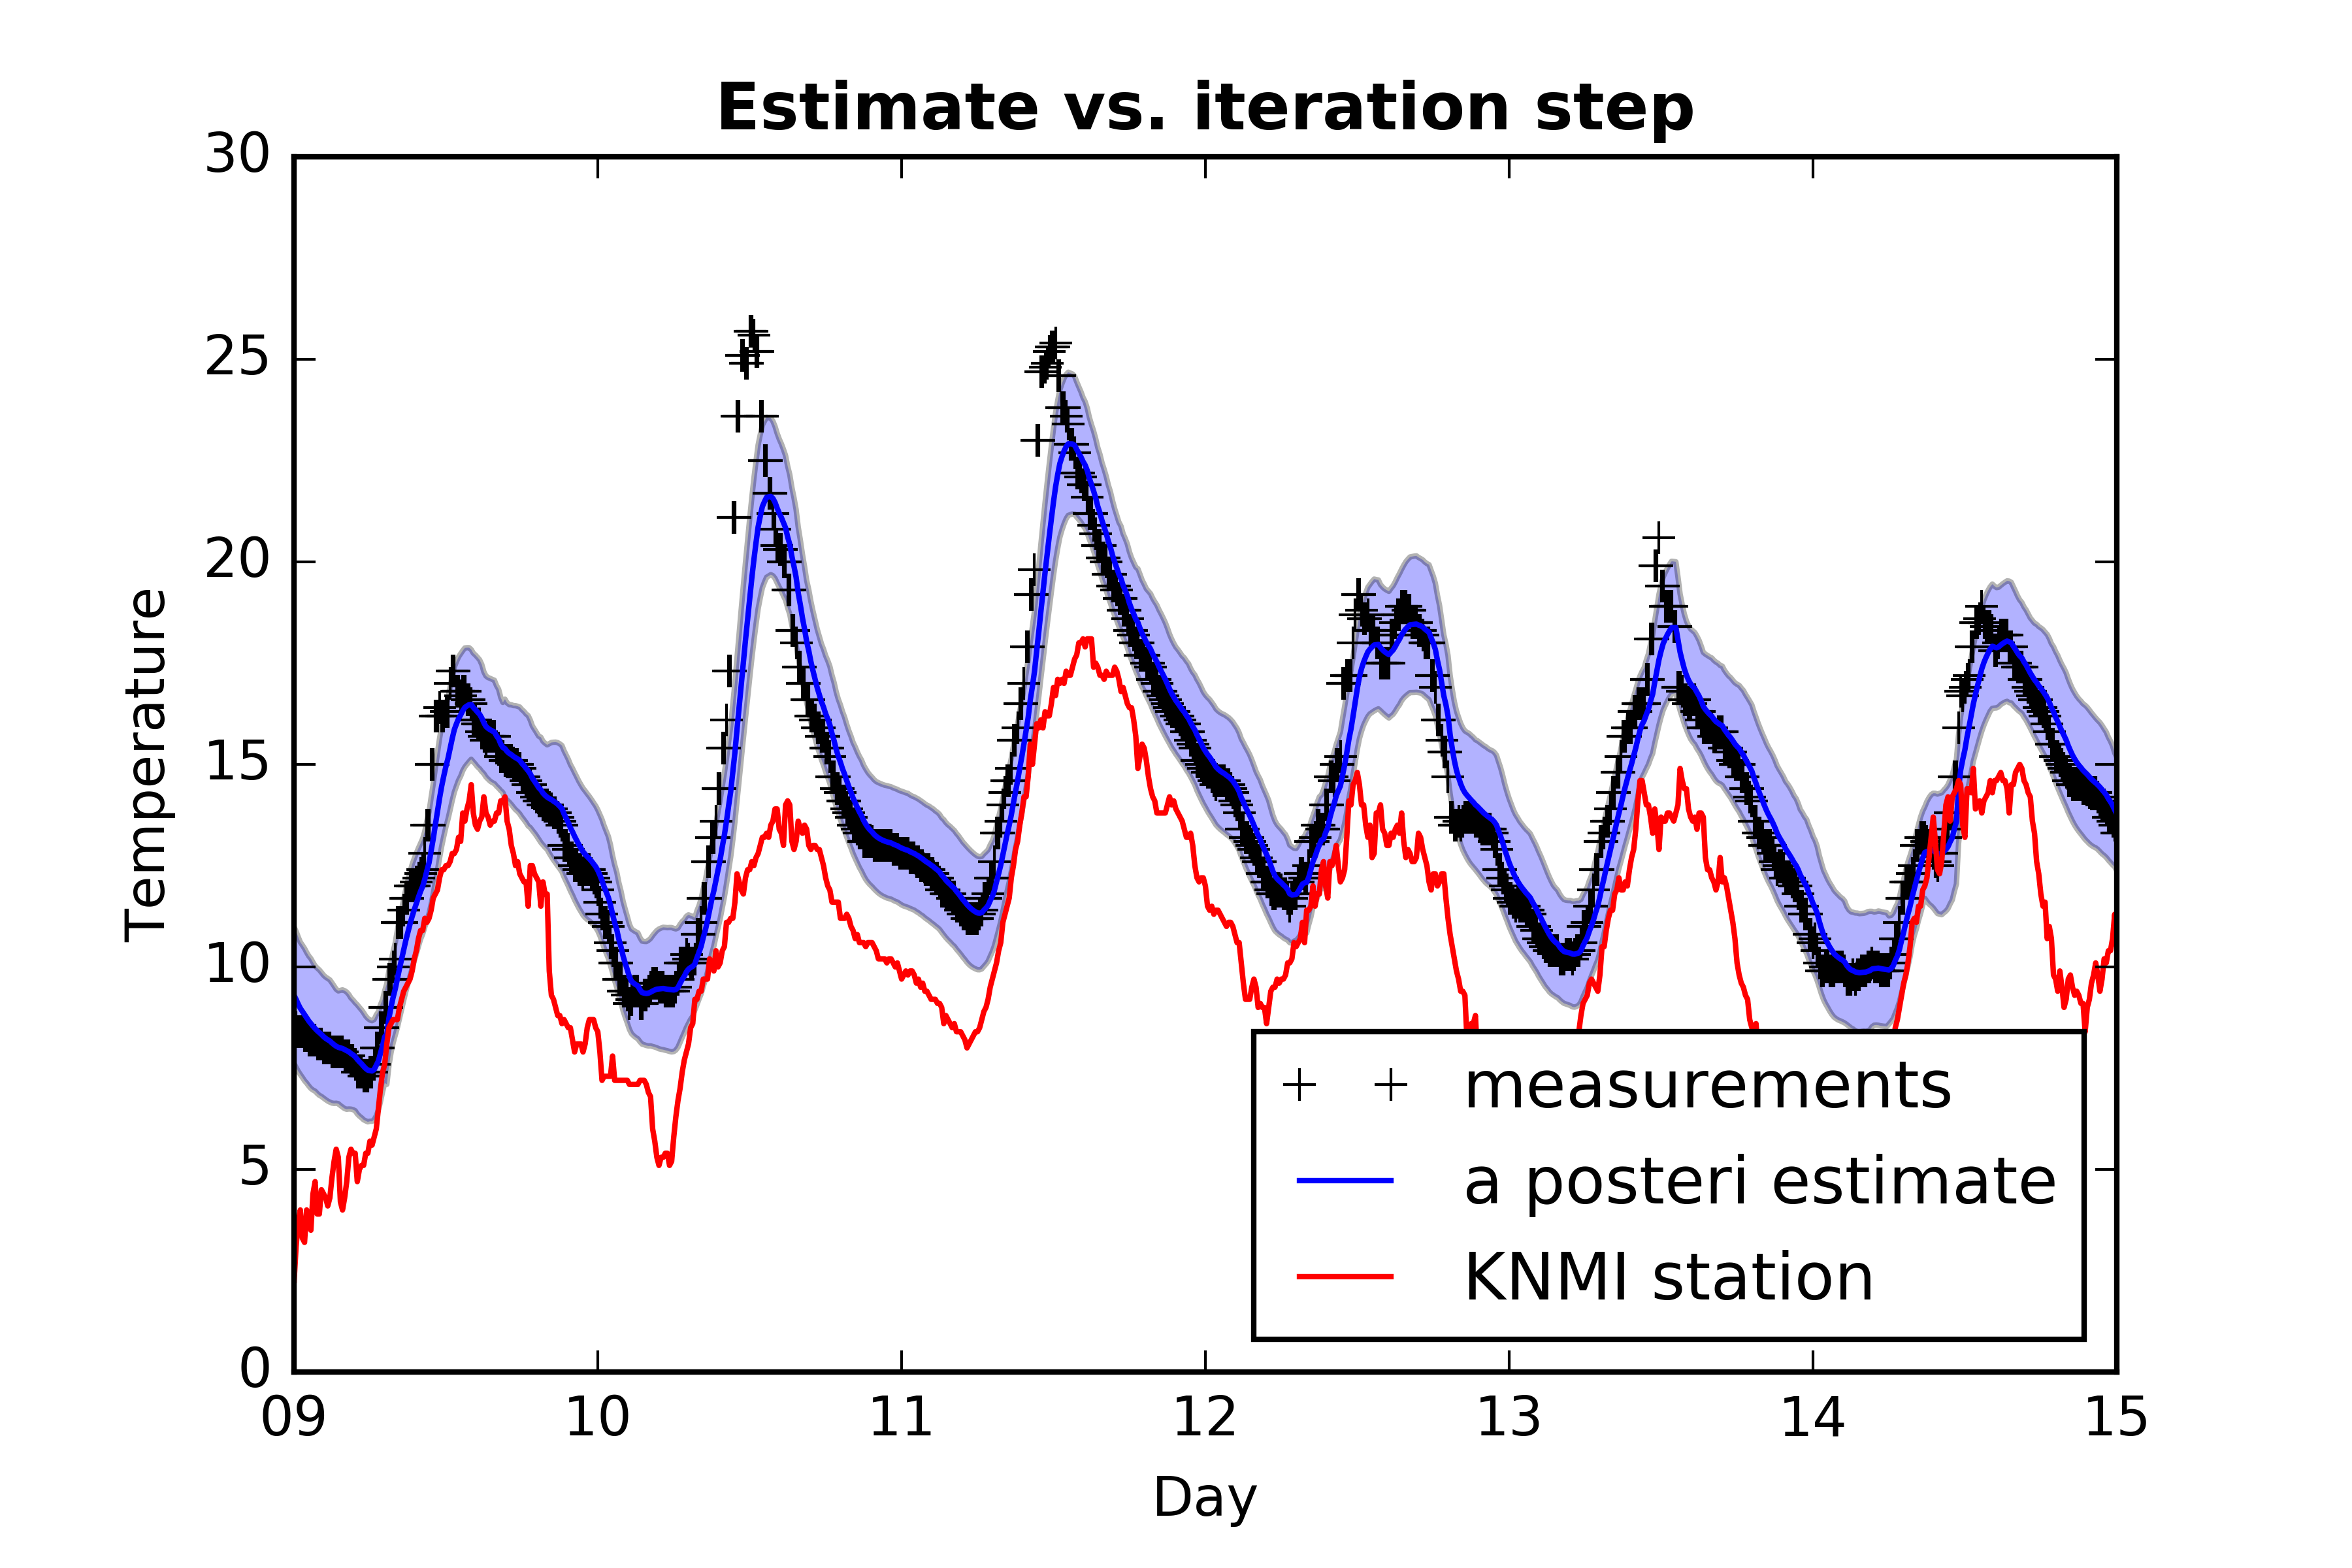 Estimate vs. iteration step
30
25
20
15
10
5
0
Temperature
09 10 11 12 13 14 15
Day
measurements
a posteri estimate
KNMI station